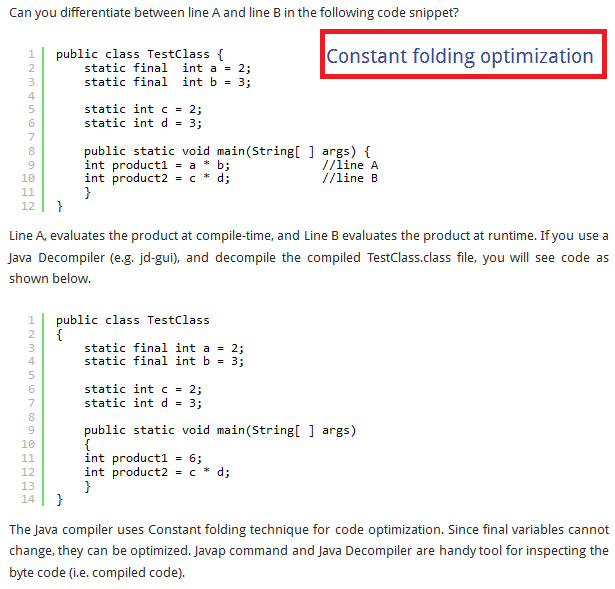 Can you differentiate between line A and line B in the following code snippet?
Constant folding optimization
1 public class TestClass {
2     static final  int a = 2;
3     static final  int b = 3;
4
5     static int c = 2;
6     static int d = 3;
7
8     public static void main(String[ ] args) {
9     int product1 = a * b;            //line A
10     int product2 = c * d;            //line B
11     }
12 }
Line A, evaluates the product at compile-time, and Line B evaluates the product at runtime. If you use a
Java Decompiler (e.g. jd-gui), and decompile the compiled TestClass.class file, you will see code as
shown below.
1 public class TestClass
2 {
3     static final int a = 2;
4     static final int b = 3;
5
6     static int c = 2;
7     static int d = 3;
8
9     public static void main(String[ ] args)
10     {
11     int product1 = 6;
12     int product2 = c * d;
13     }
14 }
The Java compiler uses Constant folding technique for code optimization. Since final variables cannot
change, they can be optimized. Javap command and Java Decompiler are handy tool for inspecting the
byte code (i.e. compiled code).